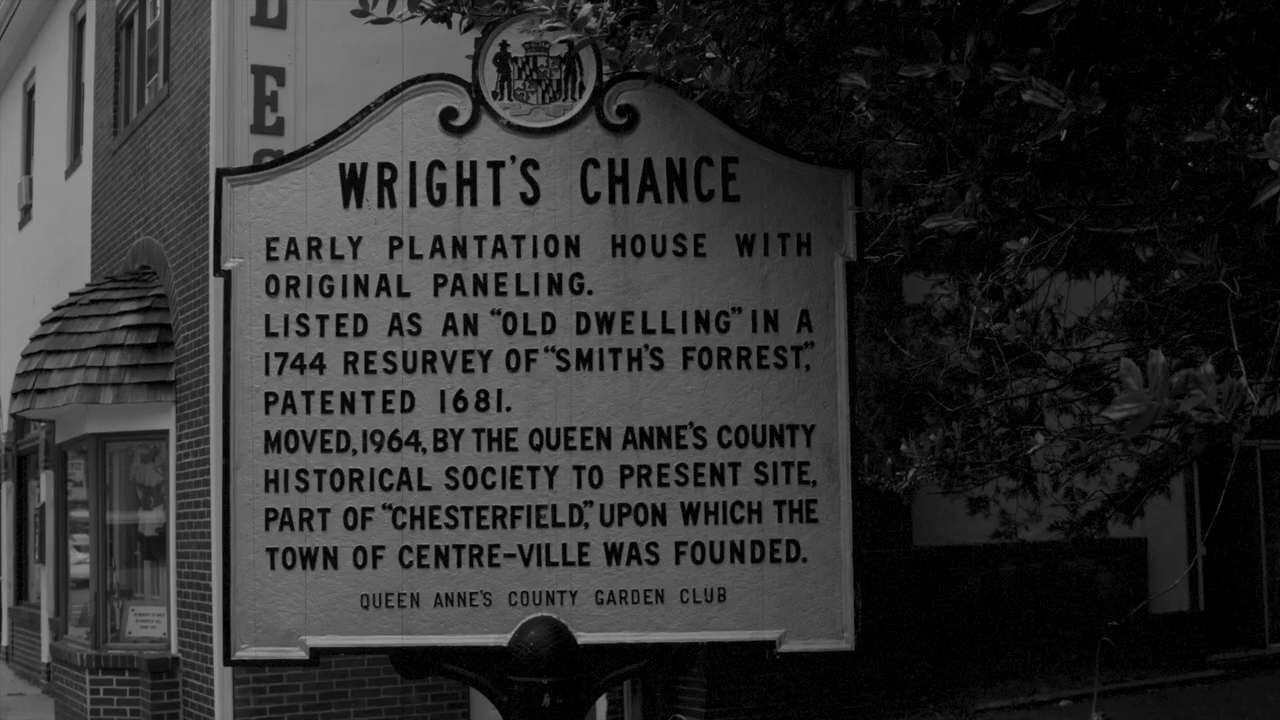 DES
WRIGHT'S CHANCE
EARLY PLANTATION HOUSE WITH
ORIGINAL PANELING.
LISTED AS AN "OLD DWELLING" IN A
1744 RESURVEY OF "SMITH'S FORREST,"
PATENTED 1681.
MOVED, 1964, BY THE QUEEN ANNE'S COUNTY
HISTORICAL SOCIETY TO PRESENT SITE,
PART OF "CHESTERFIELD," UPON WHICH THE
TOWN OF CENTRE-VILLE WAS FOUNDED.
QUEEN ANNE'S COUNTY GARDEN CLUB